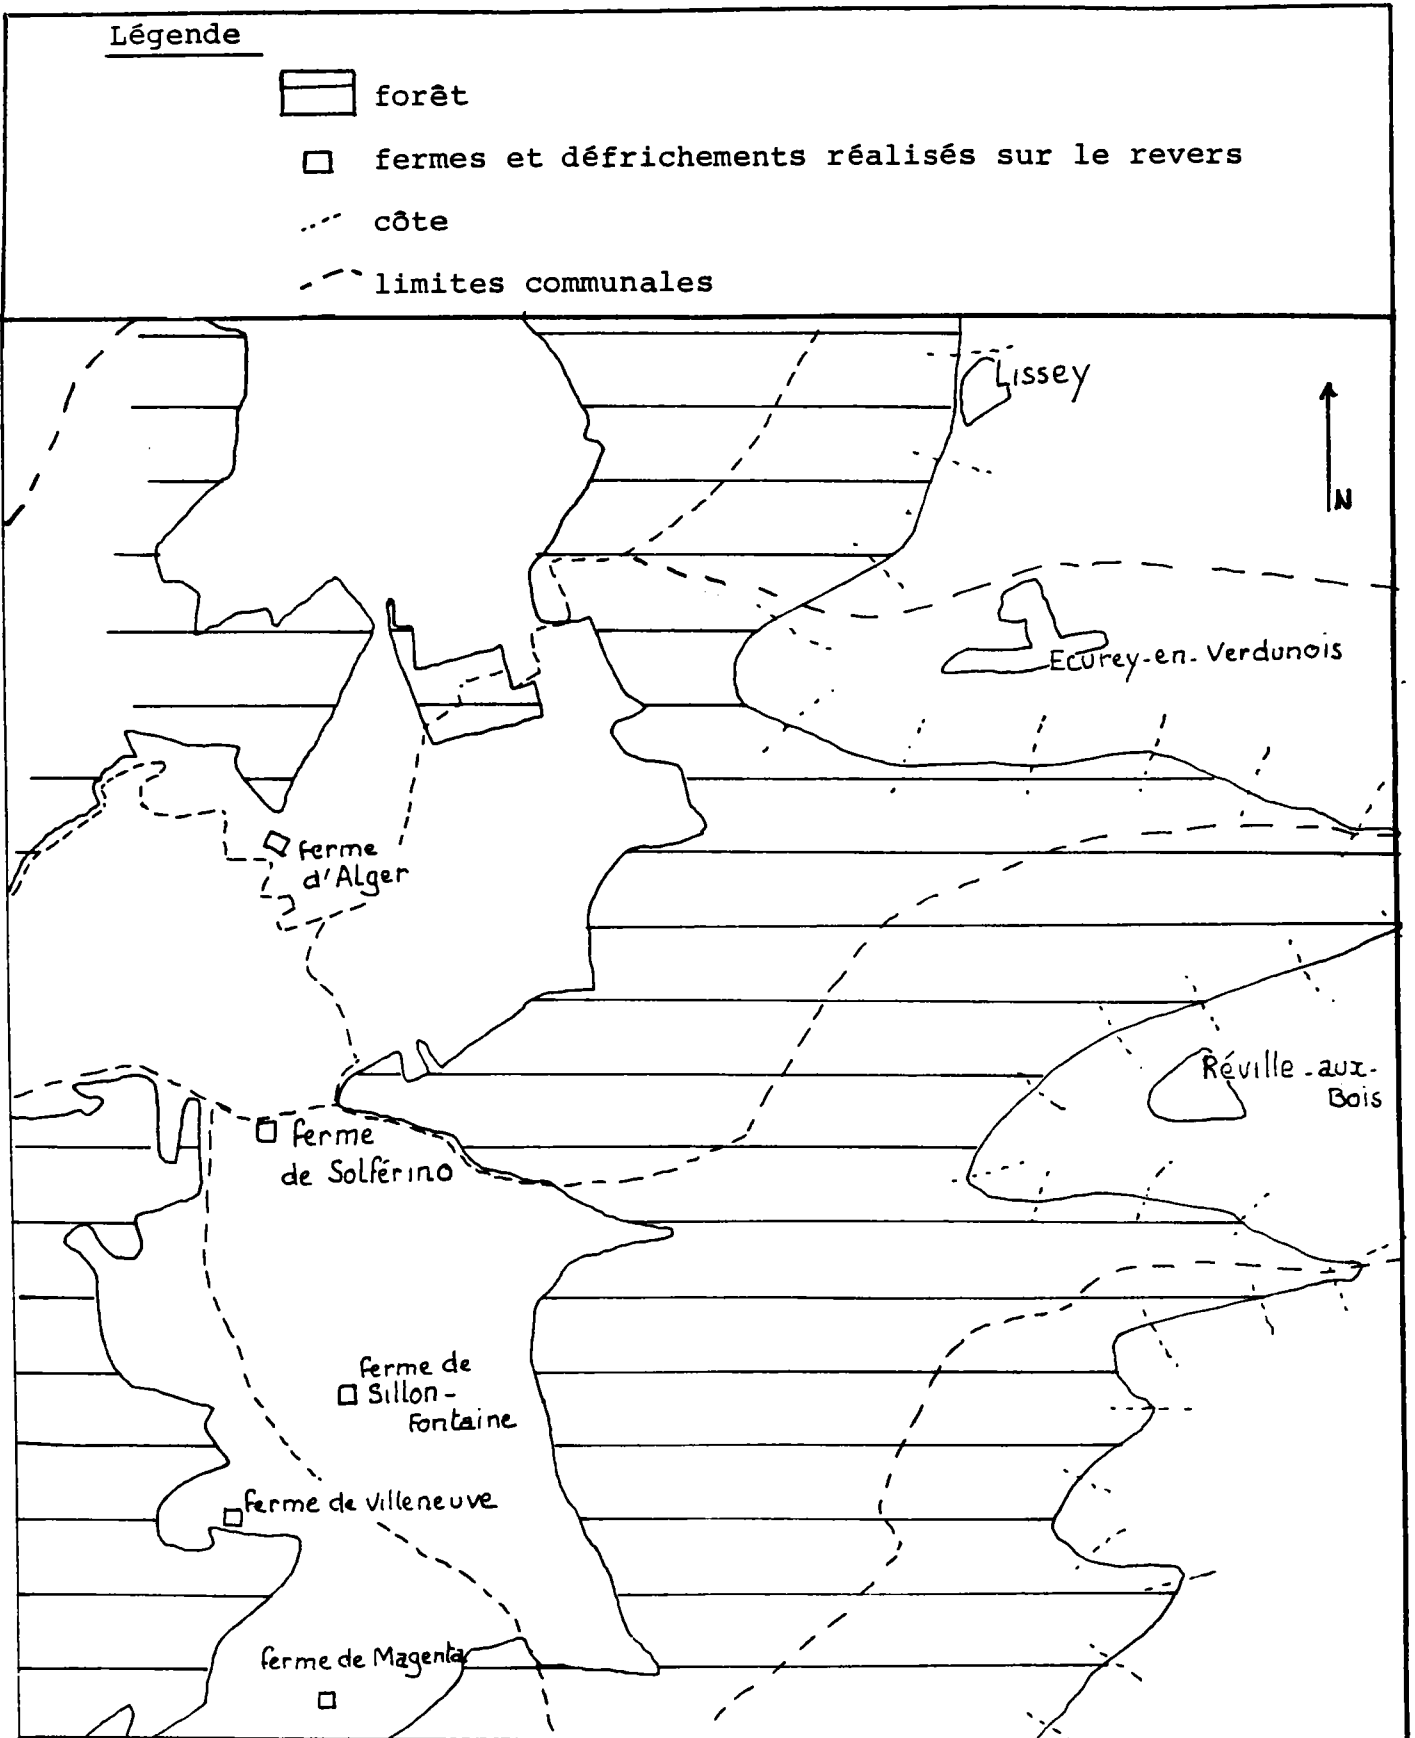 Légende
forêt
fermes et défrichements réalisés sur le revers
côte
limites communales
Lissey
N
Ecurey-en-Verdunois
ferme
d'Alger
Réville-aux-
Bois
ferme
de Solférino
ferme de
Sillon-
Fontaine
ferme de Villeneuve
ferme de Magenta